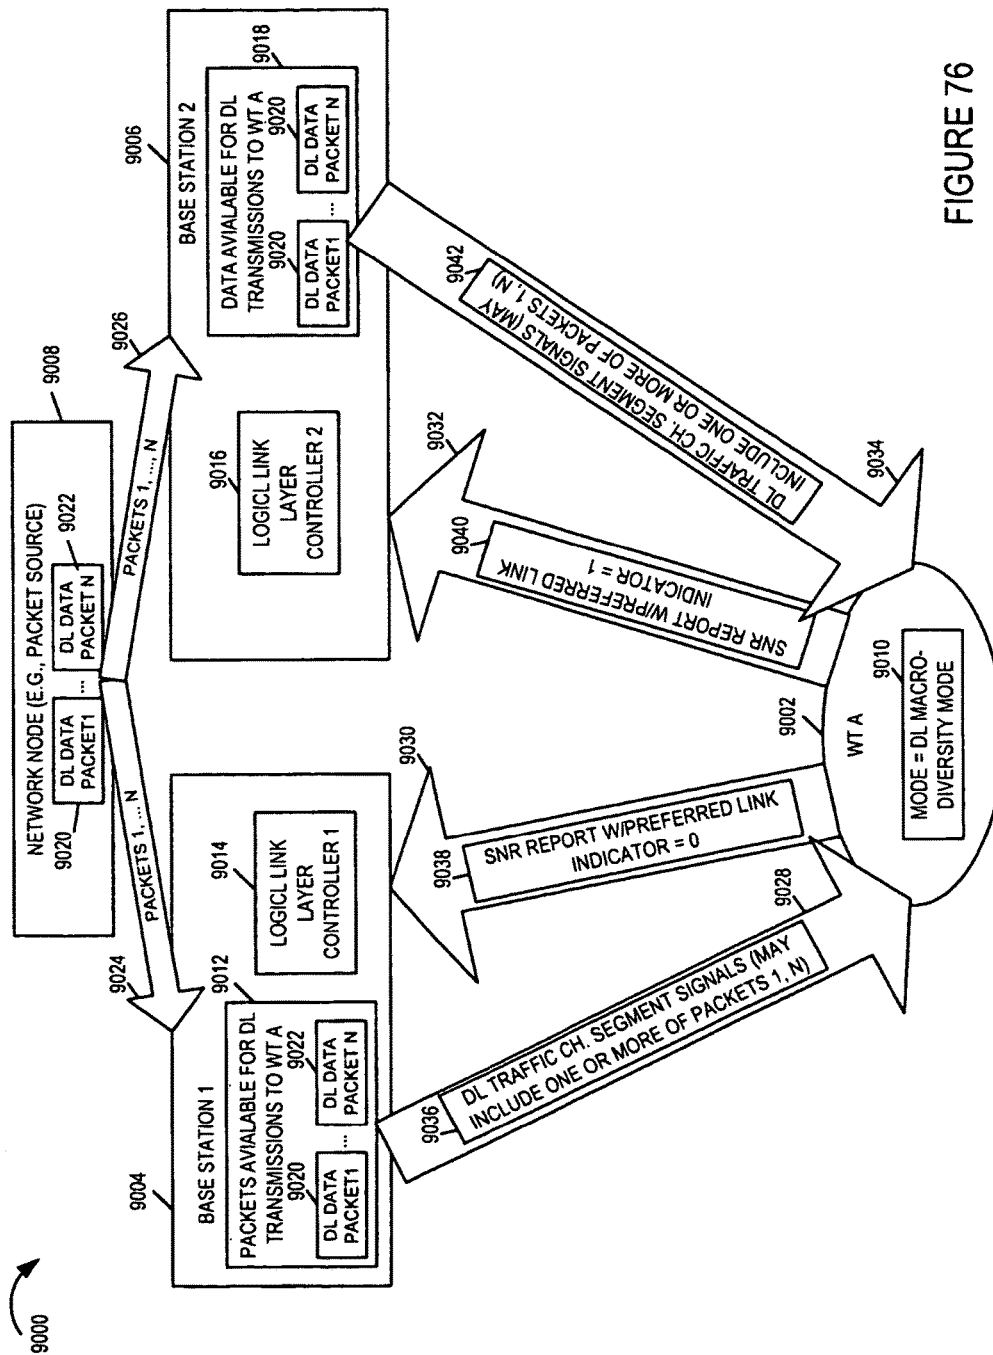 9000
NETWORK NODE (E.G., PACKET SOURCE)
9008
9020
DL DATA
PACKET1
...
DL DATA
PACKET N
9022
9024
PACKETS 1, ... N
PACKETS 1, ..., N
9026
9004
BASE STATION 1
9012
PACKETS AVIALABLE FOR DL
TRANSMISSIONS TO WT A
9020
DL DATA
PACKET1
...
9022
DL DATA
PACKET N
9014
LOGICL LINK
LAYER
CONTROLLER 1
9006
BASE STATION 2
9016
LOGICL LINK
LAYER
CONTROLLER 2
9018
DATA AVIALABLE FOR DL
TRANSMISSIONS TO WT A
9020
DL DATA
PACKET1
...
9020
DL DATA
PACKET N
9036
DL TRAFFIC CH. SEGMENT SIGNALS (MAY
INCLUDE ONE OR MORE OF PACKETS 1, N)
9028
9038
SNR REPORT W/PREFERRED LINK
INDICATOR = 0
9030
9040
SNR REPORT W/PREFERRED LINK
INDICATOR = 1
9032
9042
DL TRAFFIC CH. SEGMENT SIGNALS (MAY
INCLUDE ONE OR MORE OF PACKETS 1, N)
9034
9002
WT A
9010
MODE = DL MACRO-
DIVERSITY MODE
FIGURE 76